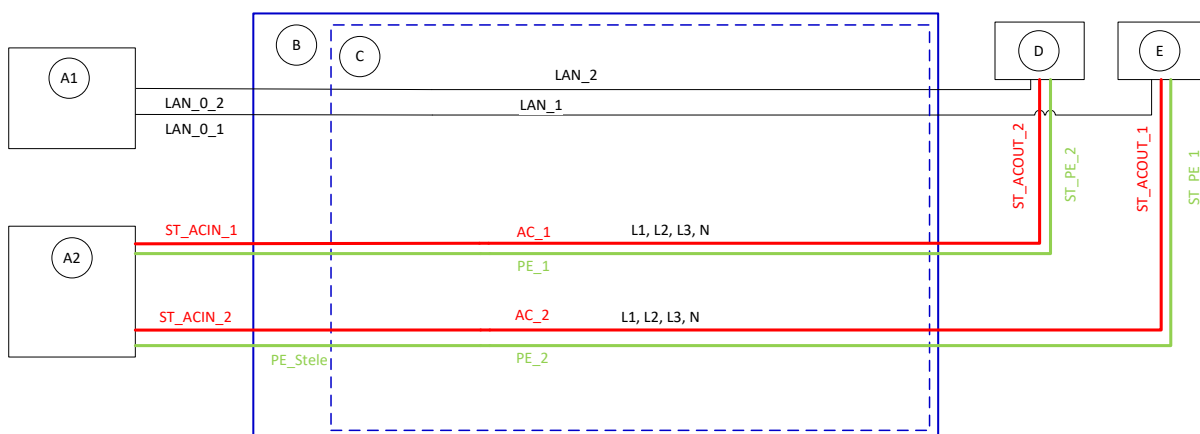 B
C
D
E
A1
LAN_2
LAN_0_2
LAN_1
LAN_0_1
ST_ACOUT_2
ST_PE_2
ST_ACOUT_1
ST_PE_1
A2
ST_ACIN_1
AC_1
L1, L2, L3, N
PE_1
ST_ACIN_2
AC_2
L1, L2, L3, N
PE_Stele
PE_2